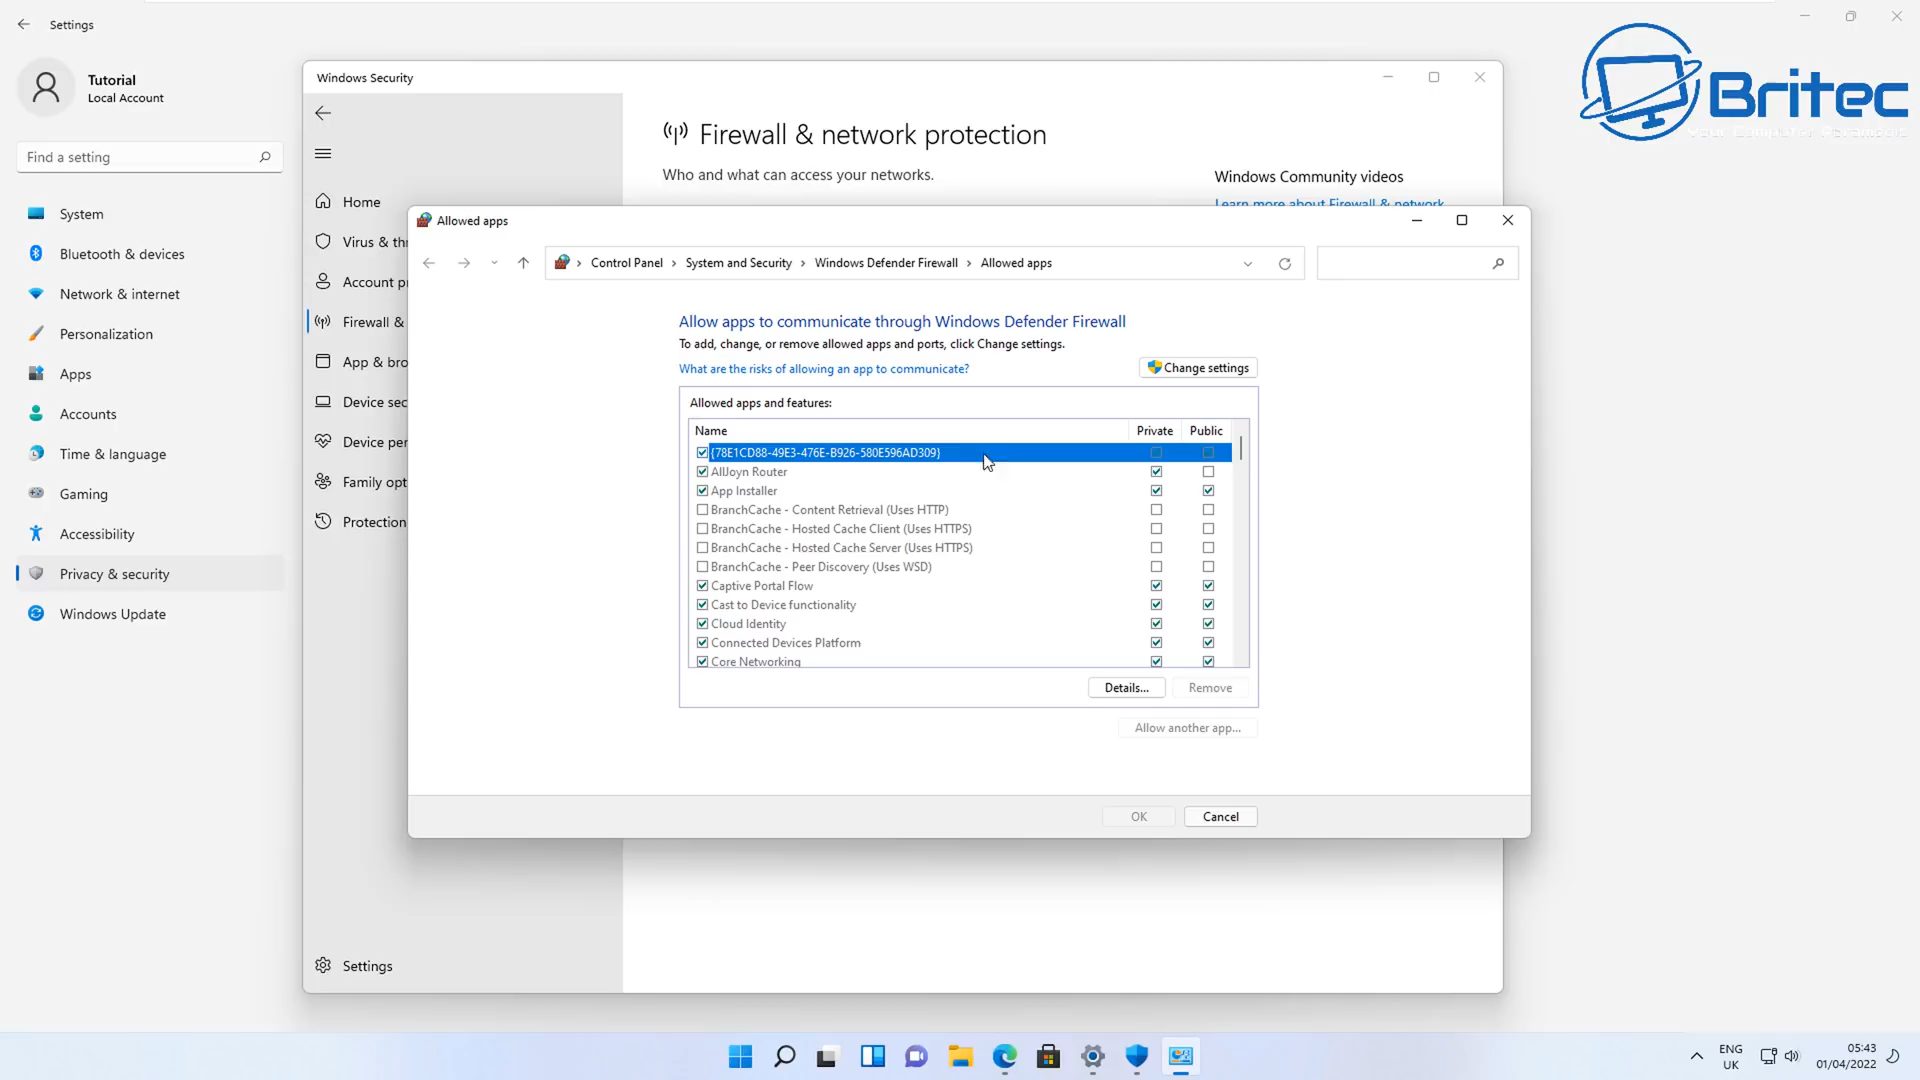 Settings
Tutorial
Local Account
Find a setting
System
Bluetooth & devices
Network & internet
Personalization
Apps
Accounts
Time & language
Gaming
Accessibility
Privacy & security
Windows Update
Windows Security
Home
Virus & thr
Account pr
Firewall &
App & bro
Device sec
Device per
Family opt
Protection
Settings
Firewall & network protection
Who and what can access your networks.
Windows Community videos
Learn more about Firewall & network
Britec
Your Computer Paramedic
Allowed apps
Control Panel > System and Security > Windows Defender Firewall > Allowed apps
Allow apps to communicate through Windows Defender Firewall
To add, change, or remove allowed apps and ports, click Change settings.
What are the risks of allowing an app to communicate?
Change settings
Allowed apps and features:
Name Private Public
{78E1CD88-49E3-476E-B926-580E596AD309}
AllJoyn Router
App Installer
BranchCache - Content Retrieval (Uses HTTP)
BranchCache - Hosted Cache Client (Uses HTTPS)
BranchCache - Hosted Cache Server (Uses HTTPS)
BranchCache - Peer Discovery (Uses WSD)
Captive Portal Flow
Cast to Device functionality
Cloud Identity
Connected Devices Platform
Core Networking
Details... Remove
Allow another app...
OK Cancel
ENG
UK
05:43
01/04/2022